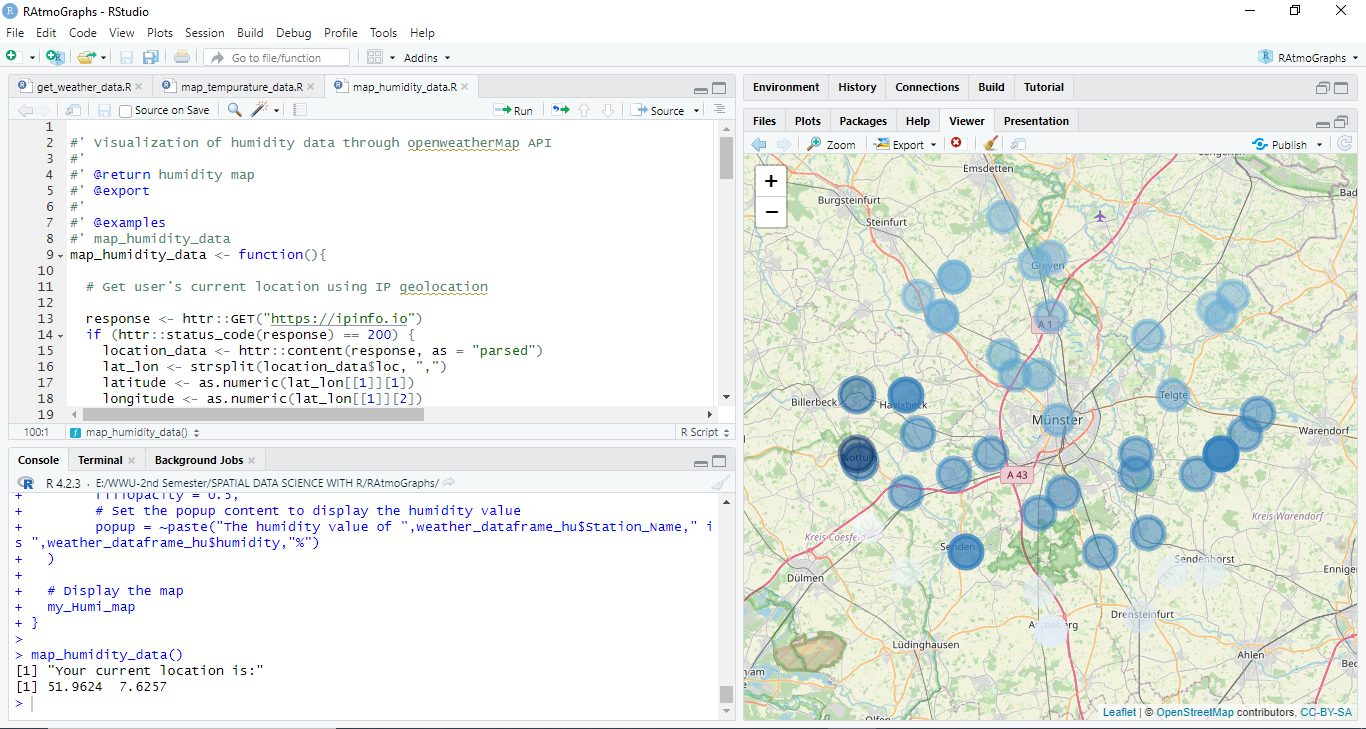 RAtmoGraphs - RStudio
File Edit Code View Plots Session Build Debug Profile Tools Help
Go to file/function Addins RAtmoGraphs
get_weather_data.R map_tempurature_data.R map_humidity_data.R
Source on Save Run Source
1
2 #' Visualization of humidity data through openweatherMap API
3 #'
4 #' @return humidity map
5 #' @export
6 #'
7 #' @examples
8 #' map_humidity_data
9 map_humidity_data <- function(){
10
11 # Get user's current location using IP geolocation
12
13 response <- httr::GET("https://ipinfo.io")
14 if (httr::status_code(response) == 200) {
15 location_data <- httr::content(response, as = "parsed")
16 lat_lon <- strsplit(location_data$loc, ",")
17 latitude <- as.numeric(lat_lon[[1]][1])
18 longitude <- as.numeric(lat_lon[[1]][2])
19
100:1 map_humidity_data() R Script
Console Terminal Background Jobs
R 4.2.3 · E:/WWU-2nd Semester/SPATIAL DATA SCIENCE WITH R/RAtmoGraphs/
+ fillOpacity = 0.5,
+ # Set the popup content to display the humidity value
+ popup = ~paste("The humidity value of ",weather_dataframe_hu$Station_Name," i
s ",weather_dataframe_hu$humidity,"%")
+ )
+
+ # Display the map
+ my_Humi_map
+ }
>
> map_humidity_data()
[1] "Your current location is:"
[1] 51.9624 7.6257
>
Environment History Connections Build Tutorial
Files Plots Packages Help Viewer Presentation
Zoom Export Publish
+
−
Emsdetten
Bad
Burgsteinfurt
Steinfurt
Greven
A 1
Billerbeck
Havixbeck
Telgte
Münster
Warendorf
Nottuln
A 43
Kreis Warendorf
Kreis Coesfeld
Senden
Sendenhorst
Dülmen
Enniger
Drensteinfurt
Ascheberg
Lüdinghausen
Ahlen
Bec
Olfen
Leaflet | © OpenStreetMap contributors, CC-BY-SA